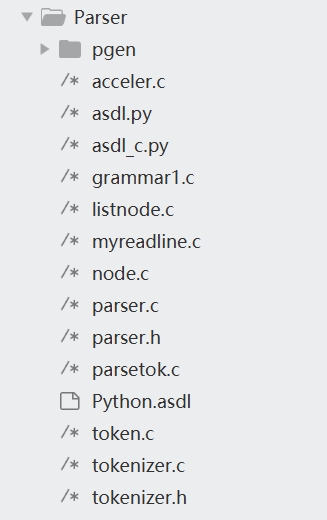 Parser
pgen
acceler.c
asdl.py
asdl_c.py
grammar1.c
listnode.c
myreadline.c
node.c
parser.c
parser.h
parsetok.c
Python.asdl
token.c
tokenizer.c
tokenizer.h